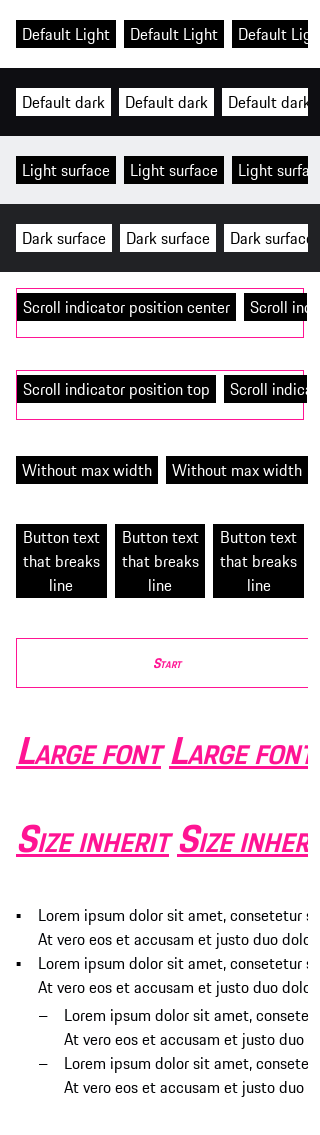 Default Light Default Light Default Lig
Default dark Default dark Default dark
Light surface Light surface Light surfa
Dark surface Dark surface Dark surface
Scroll indicator position center Scroll ind
Scroll indicator position top Scroll indica
Without max width Without max width
Button text Button text Button text
that breaks that breaks that breaks
line line line
Start
Large font Large font
Size inherit Size inher
▪ Lorem ipsum dolor sit amet, consetetur s
At vero eos et accusam et justo duo dolo
▪ Lorem ipsum dolor sit amet, consetetur s
At vero eos et accusam et justo duo dolo
– Lorem ipsum dolor sit amet, consete
At vero eos et accusam et justo duo
– Lorem ipsum dolor sit amet, consete
At vero eos et accusam et justo duo